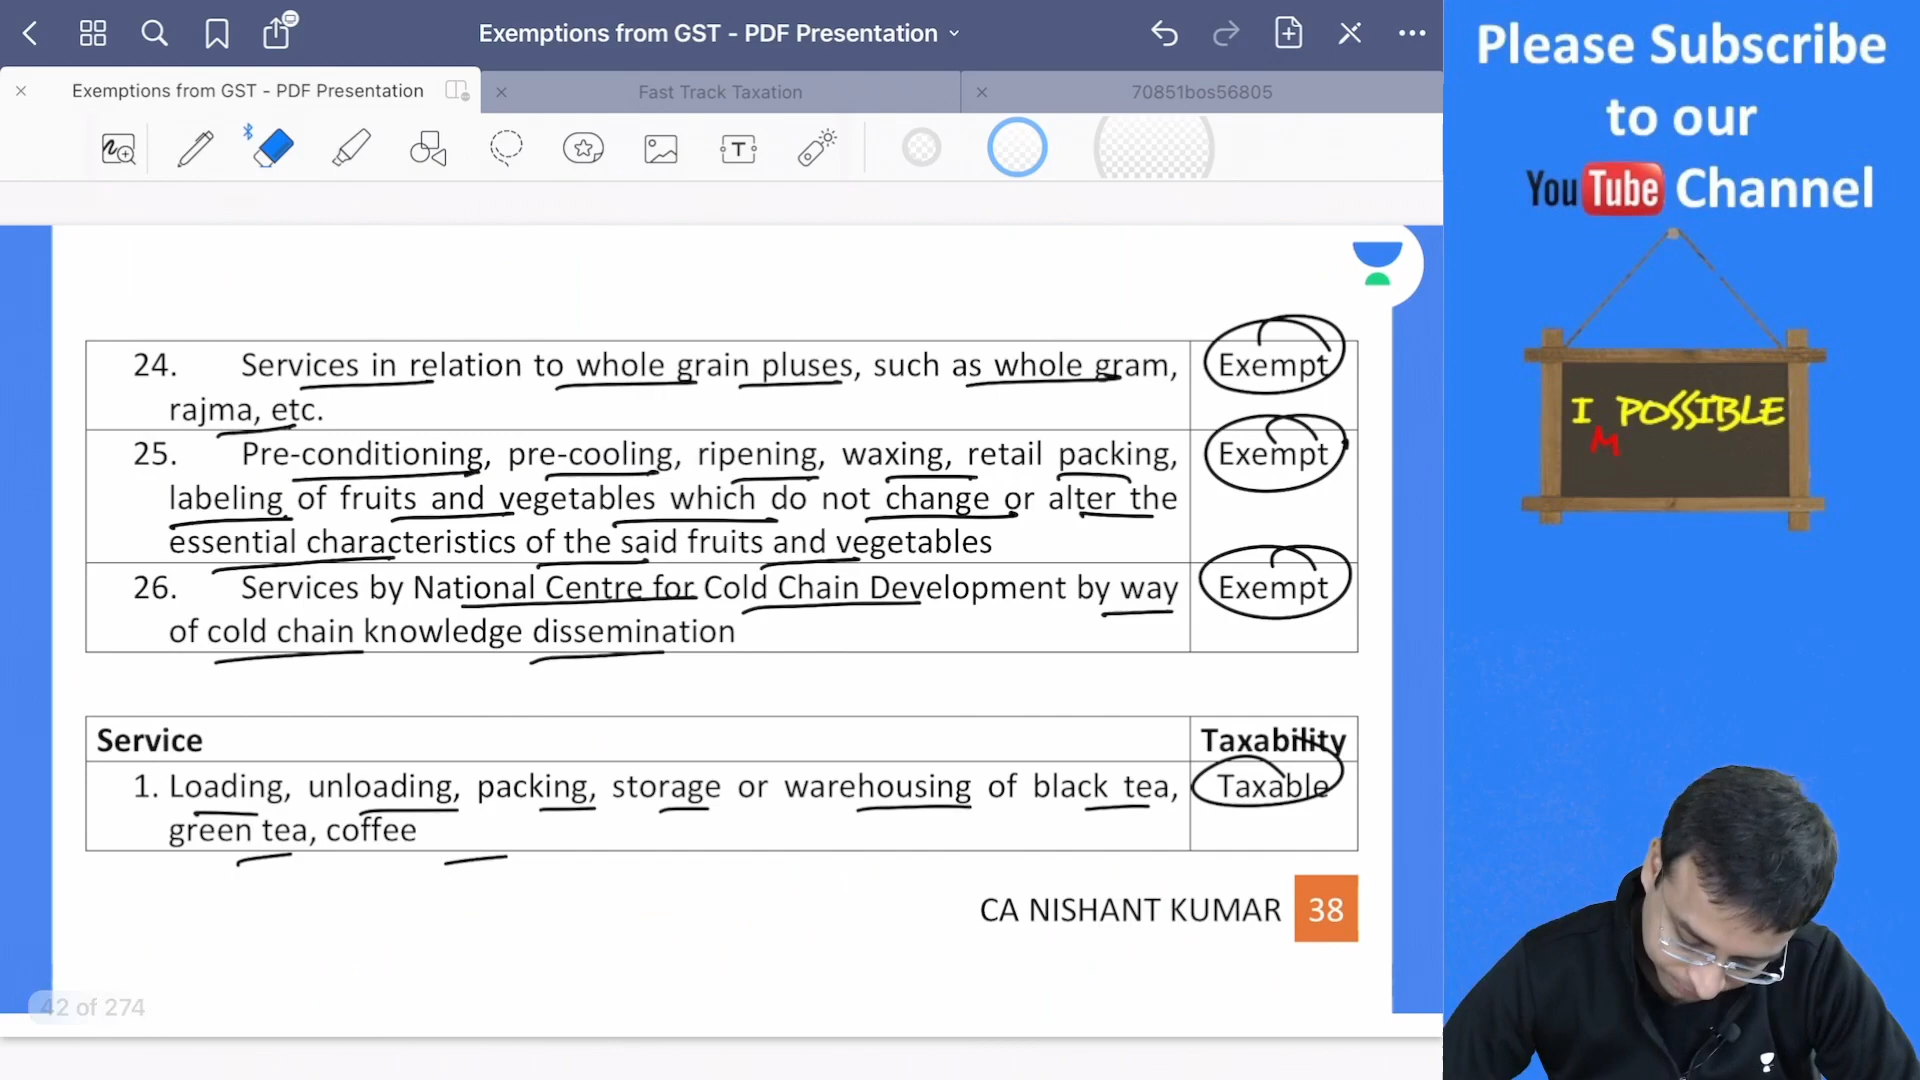 Exemptions from GST - PDF Presentation
Please Subscribe
to our
YouTube Channel
Exemptions from GST - PDF Presentation
Fast Track Taxation
70851bos56805
T
24. Services in relation to whole grain pluses, such as whole gram,
rajma, etc.
Exempt
25. Pre-conditioning, pre-cooling, ripening, waxing, retail packing,
labeling of fruits and vegetables which do not change or alter the
essential characteristics of the said fruits and vegetables
Exempt
26. Services by National Centre for Cold Chain Development by way
of cold chain knowledge dissemination
Exempt
I POSSIBLE
M
Service
Taxability
1. Loading, unloading, packing, storage or warehousing of black tea,
green tea, coffee
Taxable
CA NISHANT KUMAR 38
42 of 274